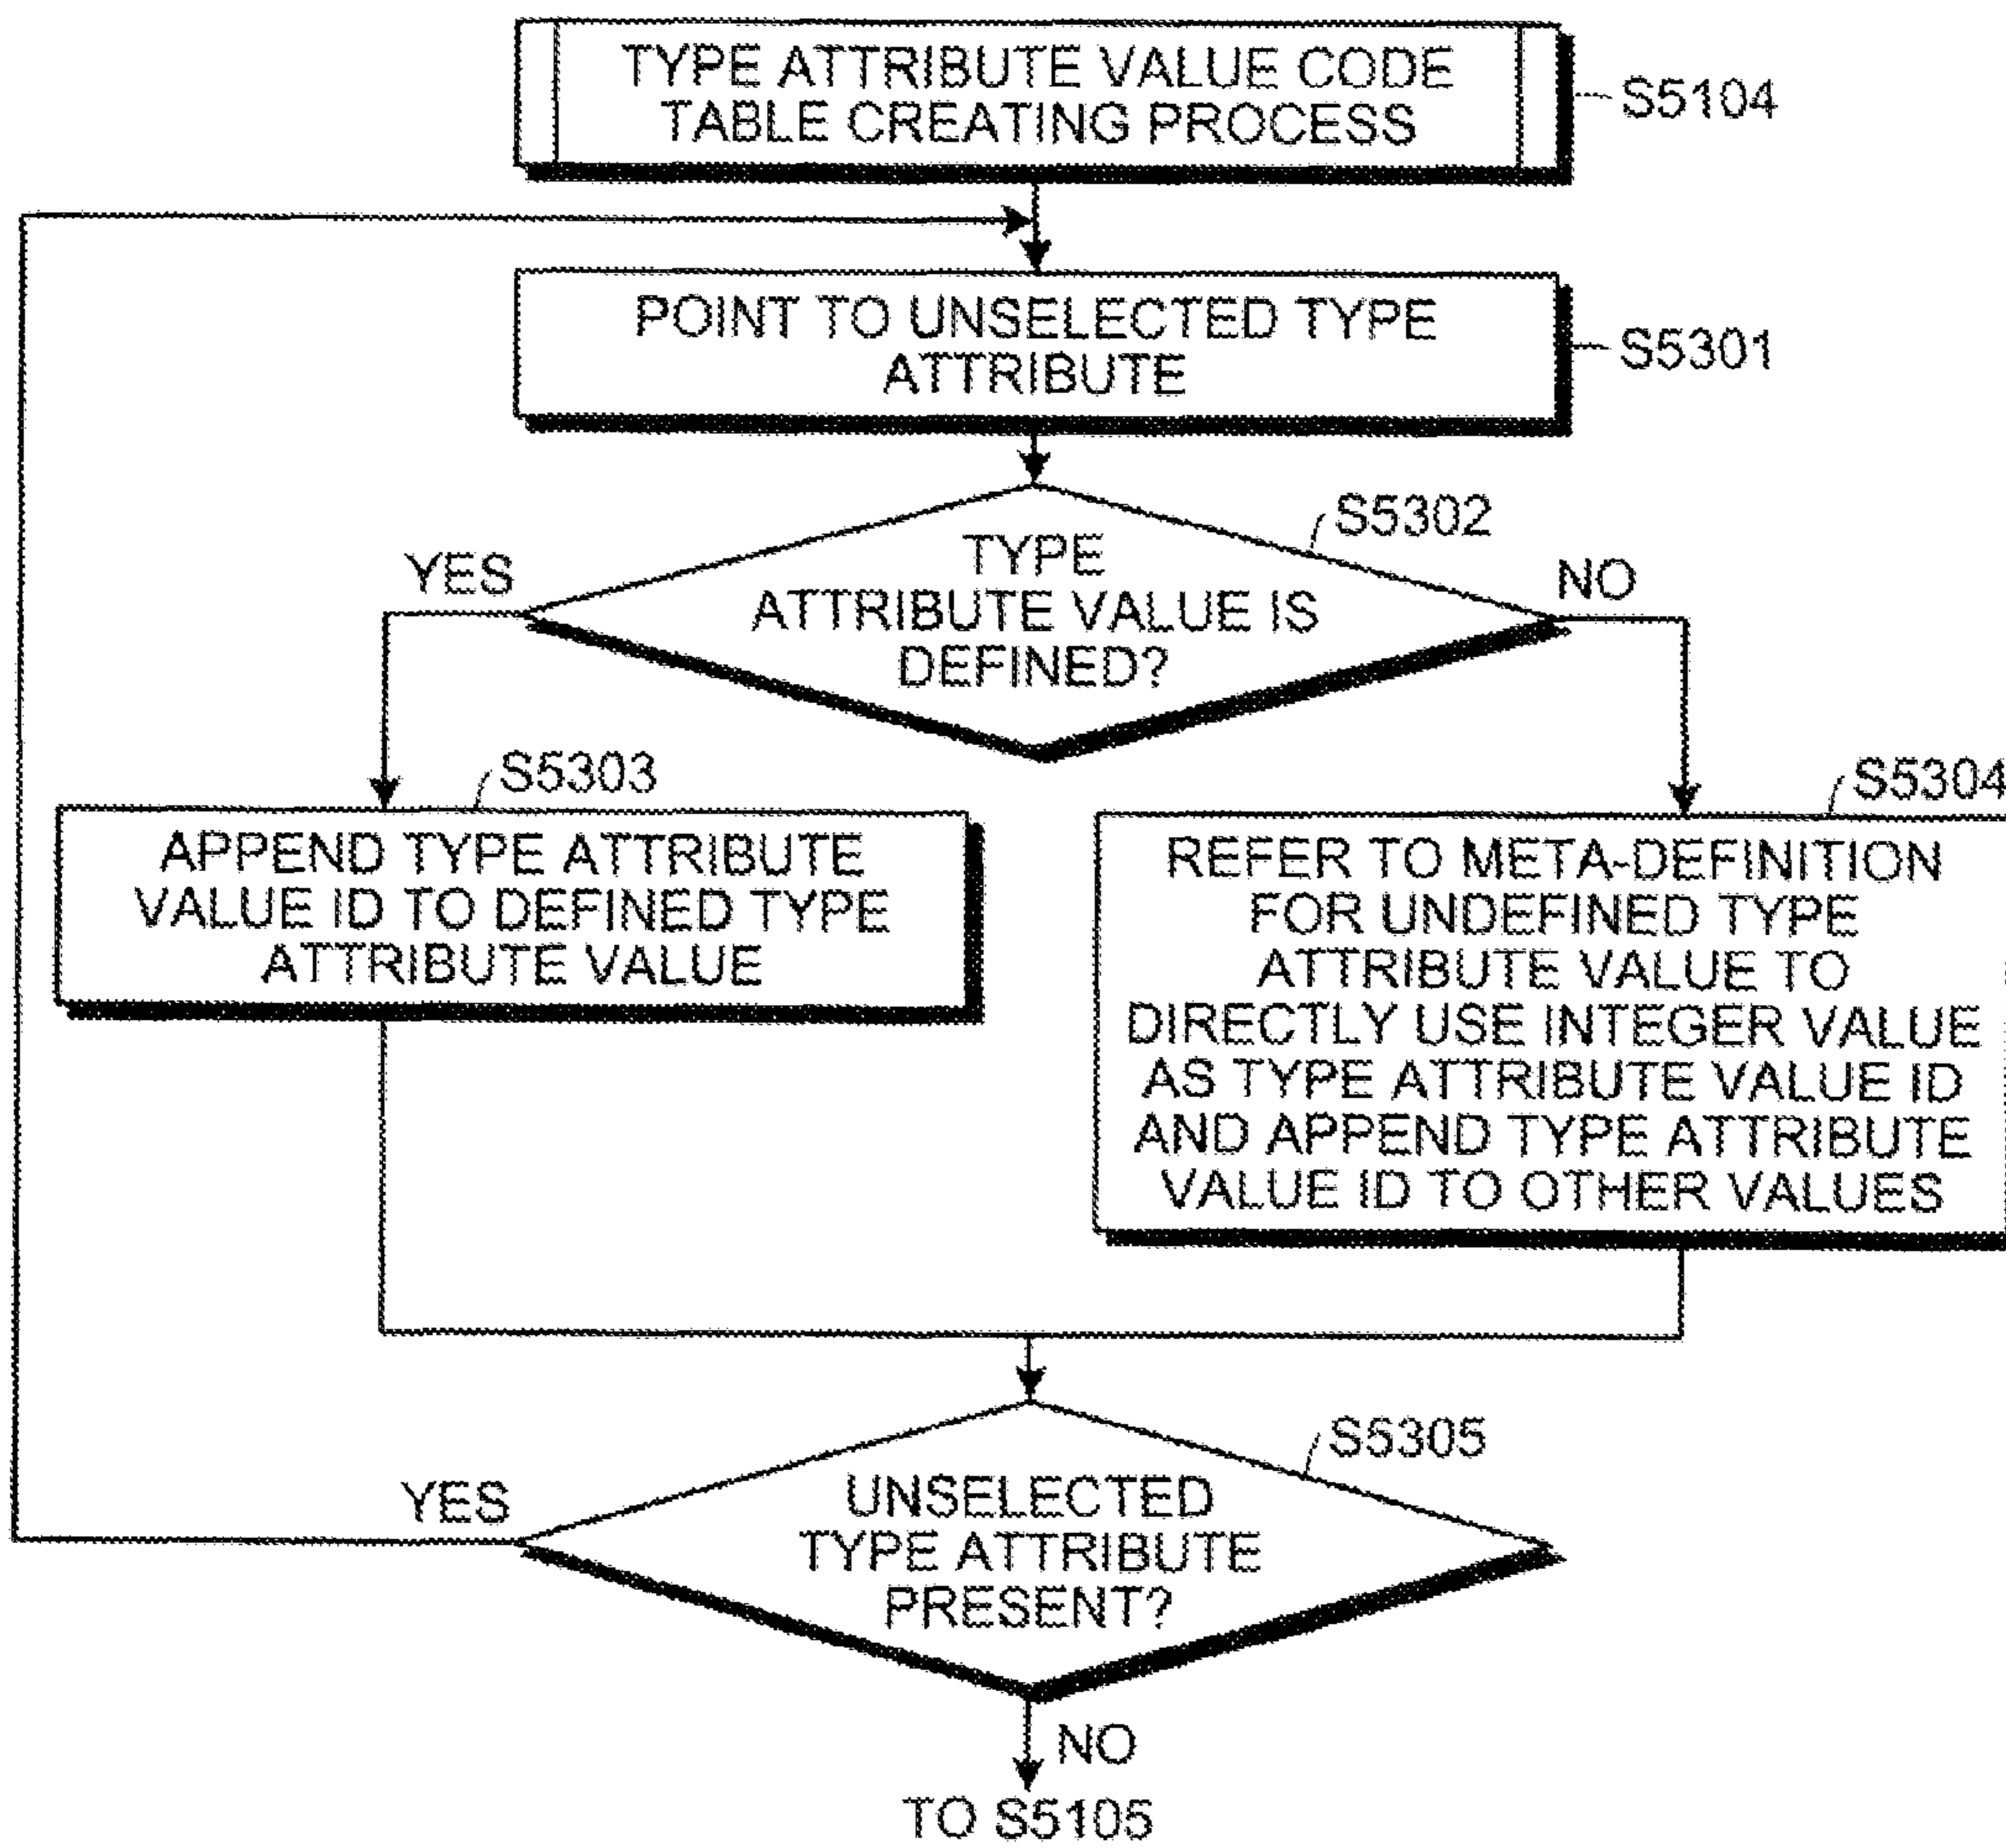 TYPE ATTRIBUTE VALUE CODE
TABLE CREATING PROCESS
S5104
POINT TO UNSELECTED TYPE
ATTRIBUTE
S5301
S5302
TYPE
ATTRIBUTE VALUE IS
DEFINED?
YES
NO
S5303
APPEND TYPE ATTRIBUTE
VALUE ID TO DEFINED TYPE
ATTRIBUTE VALUE
S5304
REFER TO META-DEFINITION
FOR UNDEFINED TYPE
ATTRIBUTE VALUE TO
DIRECTLY USE INTEGER VALUE
AS TYPE ATTRIBUTE VALUE ID
AND APPEND TYPE ATTRIBUTE
VALUE ID TO OTHER VALUES
S5305
YES
UNSELECTED
TYPE ATTRIBUTE
PRESENT?
NO
TO S5105